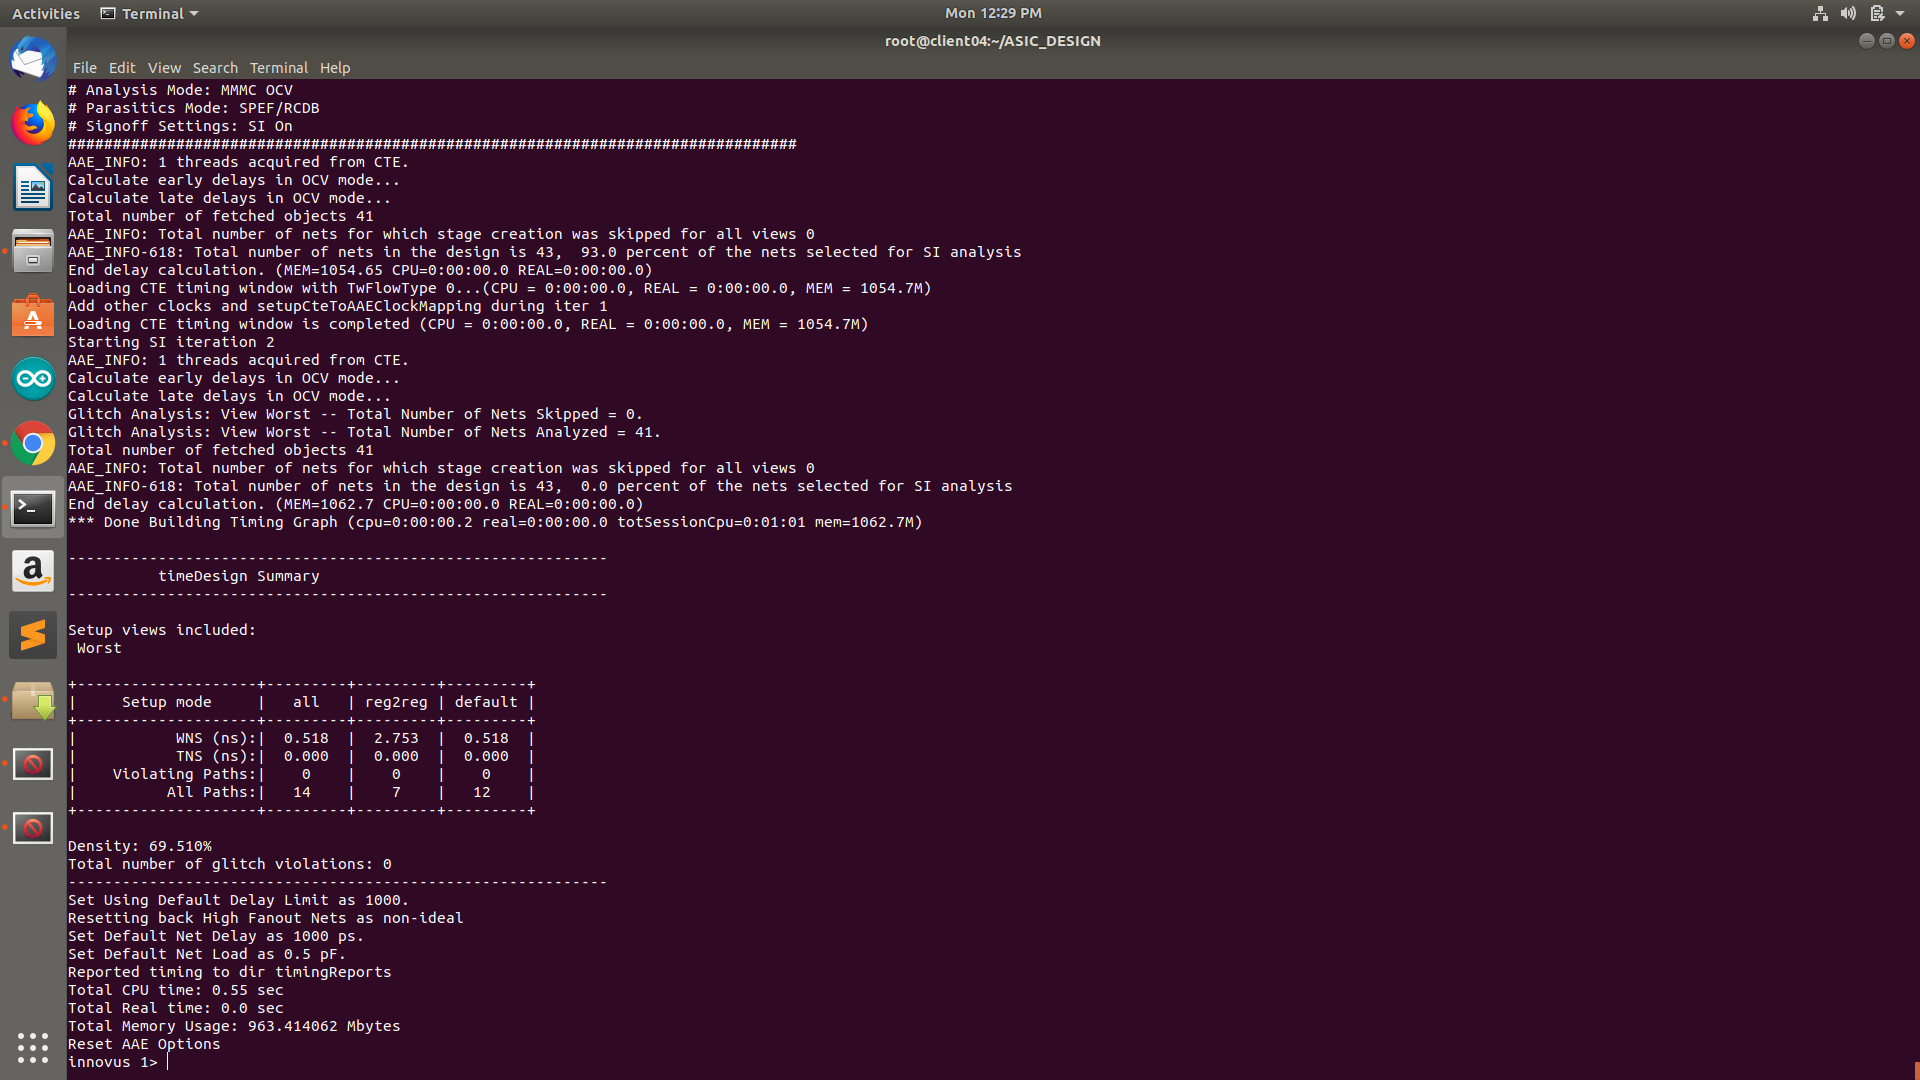 Activities Terminal Mon 12:29 PM
root@client04:~/ASIC_DESIGN
File Edit View Search Terminal Help
# Analysis Mode: MMMC OCV
# Parasitics Mode: SPEF/RCDB
# Signoff Settings: SI On
#################################################################################
AAE_INFO: 1 threads acquired from CTE.
Calculate early delays in OCV mode...
Calculate late delays in OCV mode...
Total number of fetched objects 41
AAE_INFO: Total number of nets for which stage creation was skipped for all views 0
AAE_INFO-618: Total number of nets in the design is 43,  93.0 percent of the nets selected for SI analysis
End delay calculation. (MEM=1054.65 CPU=0:00:00.0 REAL=0:00:00.0)
Loading CTE timing window with TwFlowType 0...(CPU = 0:00:00.0, REAL = 0:00:00.0, MEM = 1054.7M)
Add other clocks and setupCteToAAEClockMapping during iter 1
Loading CTE timing window is completed (CPU = 0:00:00.0, REAL = 0:00:00.0, MEM = 1054.7M)
Starting SI iteration 2
AAE_INFO: 1 threads acquired from CTE.
Calculate early delays in OCV mode...
Calculate late delays in OCV mode...
Glitch Analysis: View Worst -- Total Number of Nets Skipped = 0.
Glitch Analysis: View Worst -- Total Number of Nets Analyzed = 41.
Total number of fetched objects 41
AAE_INFO: Total number of nets for which stage creation was skipped for all views 0
AAE_INFO-618: Total number of nets in the design is 43,  0.0 percent of the nets selected for SI analysis
End delay calculation. (MEM=1062.7 CPU=0:00:00.0 REAL=0:00:00.0)
*** Done Building Timing Graph (cpu=0:00:00.2 real=0:00:00.0 totSessionCpu=0:01:01 mem=1062.7M)
------------------------------------------------------------
          timeDesign Summary
------------------------------------------------------------
Setup views included:
 Worst
+--------------------+---------+---------+---------+
|     Setup mode     |   all   | reg2reg | default |
+--------------------+---------+---------+---------+
|           WNS (ns):|  0.518  |  2.753  |  0.518  |
|           TNS (ns):|  0.000  |  0.000  |  0.000  |
|    Violating Paths:|    0    |    0    |    0    |
|          All Paths:|   14    |    7    |   12    |
+--------------------+---------+---------+---------+
Density: 69.510%
Total number of glitch violations: 0
------------------------------------------------------------
Set Using Default Delay Limit as 1000.
Resetting back High Fanout Nets as non-ideal
Set Default Net Delay as 1000 ps.
Set Default Net Load as 0.5 pF.
Reported timing to dir timingReports
Total CPU time: 0.55 sec
Total Real time: 0.0 sec
Total Memory Usage: 963.414062 Mbytes
Reset AAE Options
innovus 1>